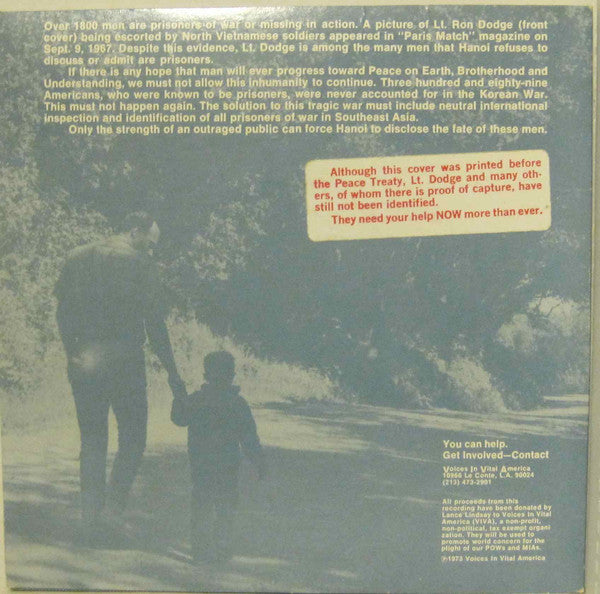 Over 1800 men are prisoners of war or missing in action. A picture of Lt. Ron Dodge (front
cover) being escorted by North Vietnamese soldiers appeared in "Paris Match" magazine on
Sept. 9, 1967. Despite this evidence, Lt. Dodge is among the many men that Hanoi refuses to
discuss or admit are prisoners.
If there is any hope that man will ever progress toward Peace on Earth, Brotherhood and
Understanding, we must not allow this inhumanity to continue. Three hundred and eighty-nine
Americans, who were known to be prisoners, were never accounted for in the Korean War.
This must not happen again. The solution to this tragic war must include neutral international
inspection and identification of all prisoners of war in Southeast Asia.
Only the strength of an outraged public can force Hanoi to disclose the fate of these men.
Although this cover was printed before
the Peace Treaty, Lt. Dodge and many oth-
ers, of whom there is proof of capture, have
still not been identified.
They need your help NOW more than ever.
You can help.
Get Involved—Contact
Voices In Vital America
10966 Le Conte, L.A. 90024
(213) 473-2901
All proceeds from this
recording have been donated by
Lance Lindsay to Voices In Vital
America (VIVA), a non-profit,
non-political, tax exempt organi
zation. They will be used to
promote world concern for the
plight of our POWs and MIAs.
℗1973 Voices In Vital America